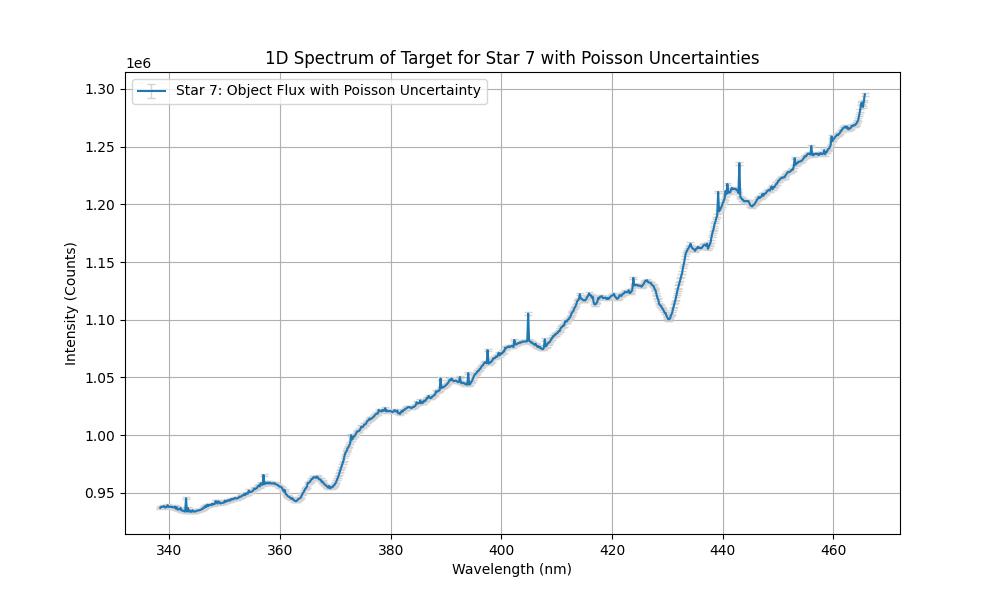 1D Spectrum of Target for Star 7 with Poisson Uncertainties
1e6
Star 7: Object Flux with Poisson Uncertainty
1.30
1.25
1.20
1.15
1.10
1.05
1.00
0.95
Intensity (Counts)
340 360 380 400 420 440 460
Wavelength (nm)